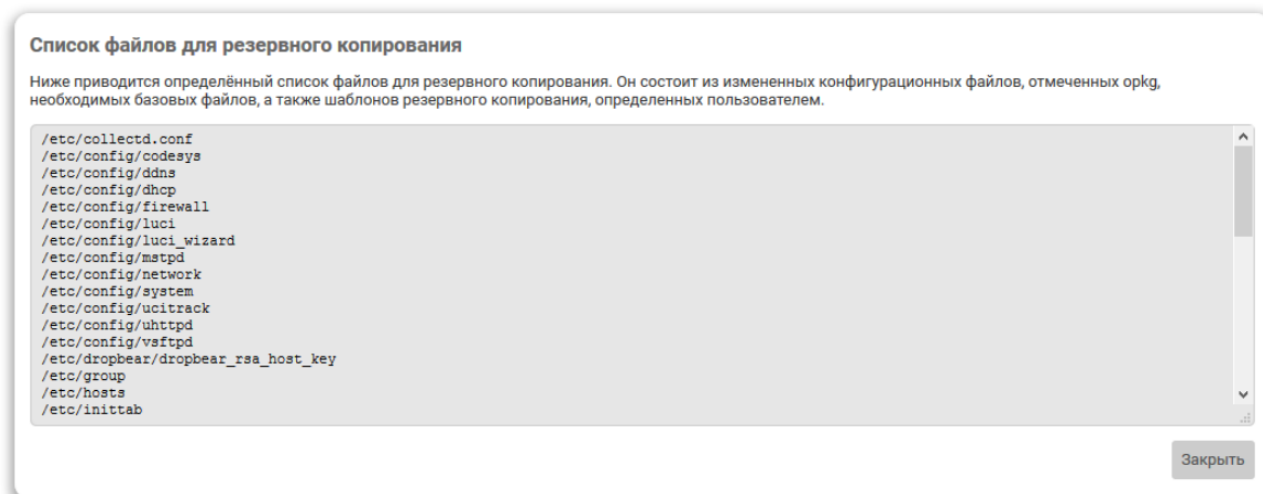 Список файлов для резервного копирования
Ниже приводится определённый список файлов для резервного копирования. Он состоит из измененных конфигурационных файлов, отмеченных opkg,
необходимых базовых файлов, а также шаблонов резервного копирования, определенных пользователем.
/etc/collectd.conf
/etc/config/codesys
/etc/config/ddns
/etc/config/dhcp
/etc/config/firewall
/etc/config/luci
/etc/config/luci_wizard
/etc/config/mstpd
/etc/config/network
/etc/config/system
/etc/config/ucitrack
/etc/config/uhttpd
/etc/config/vsftpd
/etc/dropbear/dropbear_rsa_host_key
/etc/group
/etc/hosts
/etc/inittab
Закрыть